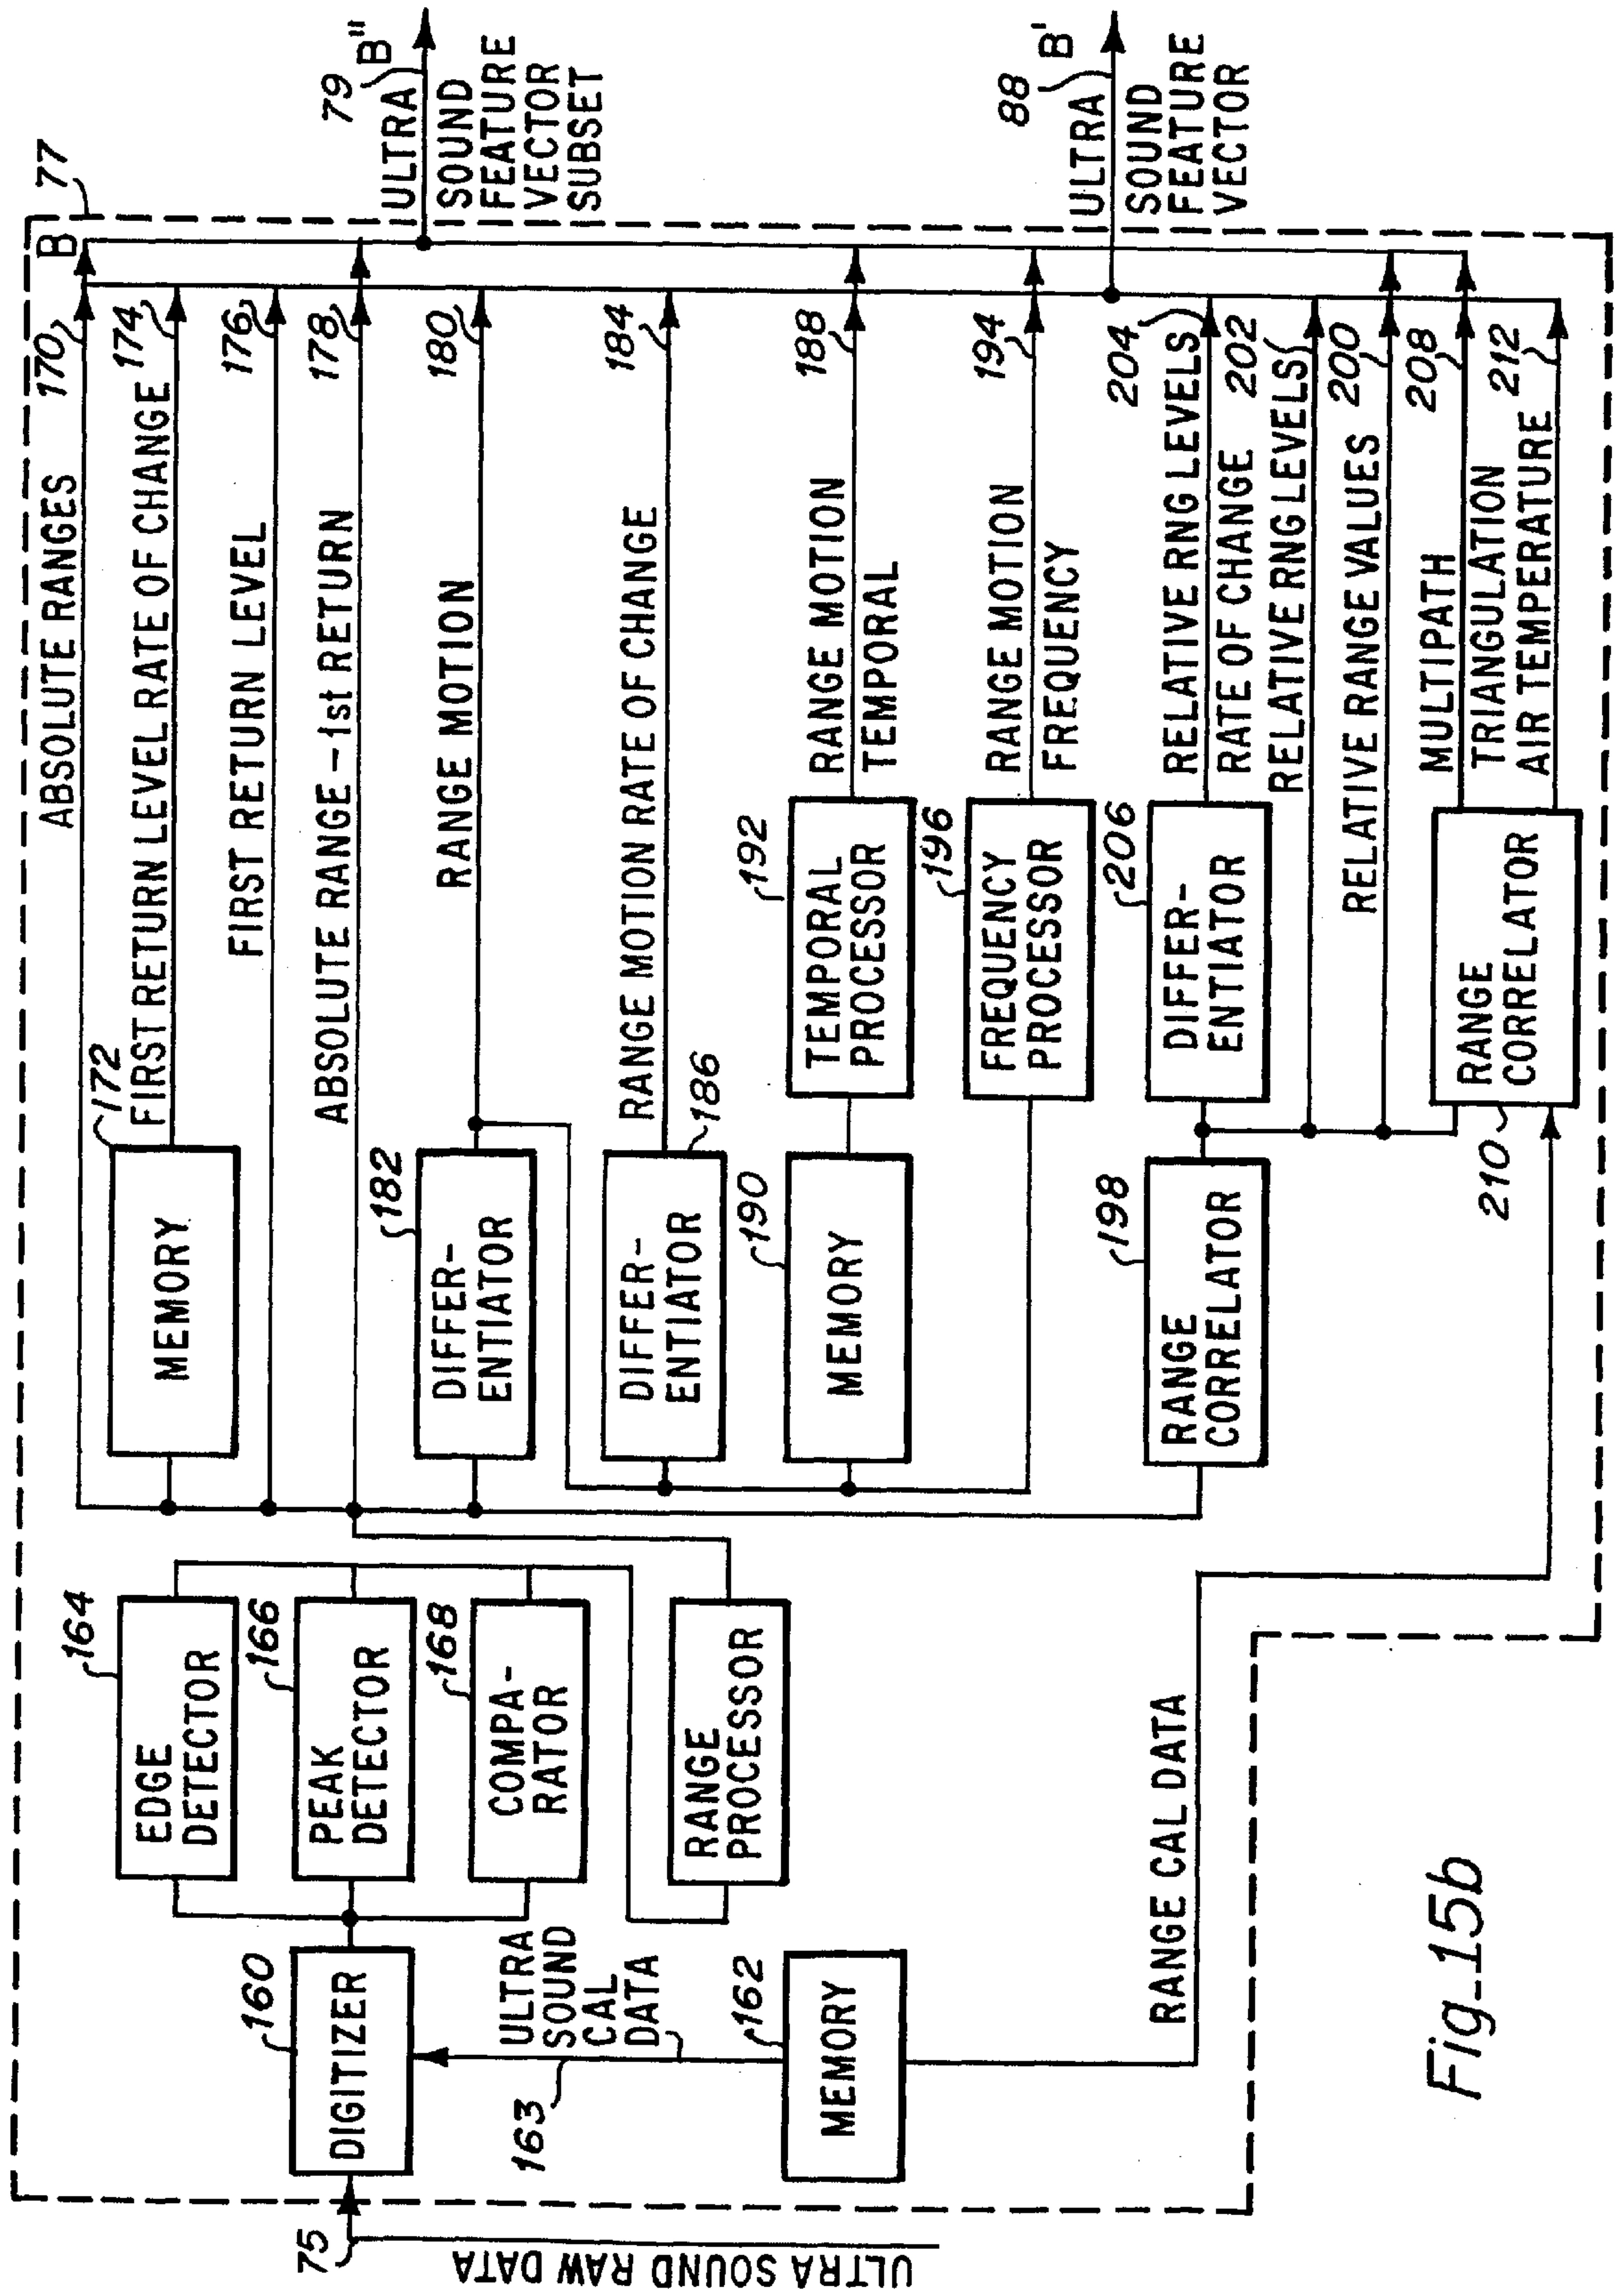 ULTRA SOUND RAW DATA
75
160
DIGITIZER
ULTRA
SOUND
CAL
DATA
163
162
MEMORY
RANGE CAL DATA
164
EDGE
DETECTOR
166
PEAK
DETECTOR
168
COMPA-
RATOR
RANGE
PROCESSOR
ABSOLUTE RANGES
170
172
MEMORY
FIRST RETURN LEVEL RATE OF CHANGE
174
FIRST RETURN LEVEL
176
ABSOLUTE RANGE - 1st RETURN
178
182
DIFFER-
ENTIATOR
RANGE MOTION
180
DIFFER-
ENTIATOR
186
RANGE MOTION RATE OF CHANGE
184
190
MEMORY
192
TEMPORAL
PROCESSOR
RANGE MOTION
TEMPORAL
188
196
FREQUENCY
PROCESSOR
RANGE MOTION
FREQUENCY
194
198
RANGE
CORRELATOR
206
DIFFER-
ENTIATOR
RELATIVE RNG LEVELS
RATE OF CHANGE
204
RELATIVE RNG LEVELS
202
RELATIVE RANGE VALUES
200
210
RANGE
CORRELATOR
MULTIPATH
TRIANGULATION
208
AIR TEMPERATURE
212
B
77
79
B"
ULTRA
SOUND
FEATURE
VECTOR
SUBSET
88
B'
ULTRA
SOUND
FEATURE
VECTOR
Fig_15b